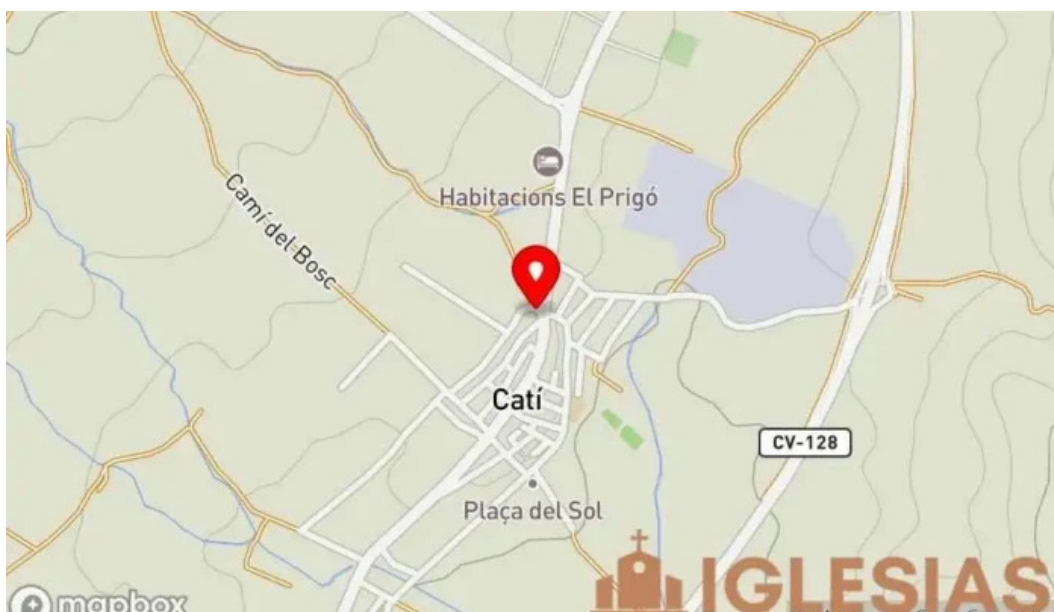 Habitacions El Prigó
Camí del Bosc
Catí
CV-128
Plaça del Sol
IGLESIAS
mapbox